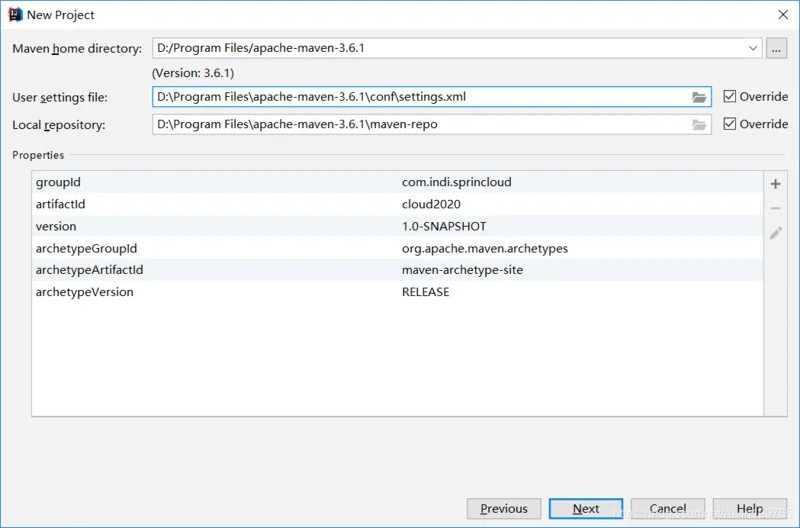 New Project
Maven home directory: D:/Program Files/apache-maven-3.6.1 ...
(Version: 3.6.1)
User settings file: D:\Program Files\apache-maven-3.6.1\conf\settings.xml Override
Local repository: D:\Program Files\apache-maven-3.6.1\maven-repo Override
Properties
groupId com.indi.sprincloud
artifactId cloud2020
version 1.0-SNAPSHOT
archetypeGroupId org.apache.maven.archetypes
archetypeArtifactId maven-archetype-site
archetypeVersion RELEASE
Previous Next Cancel Help